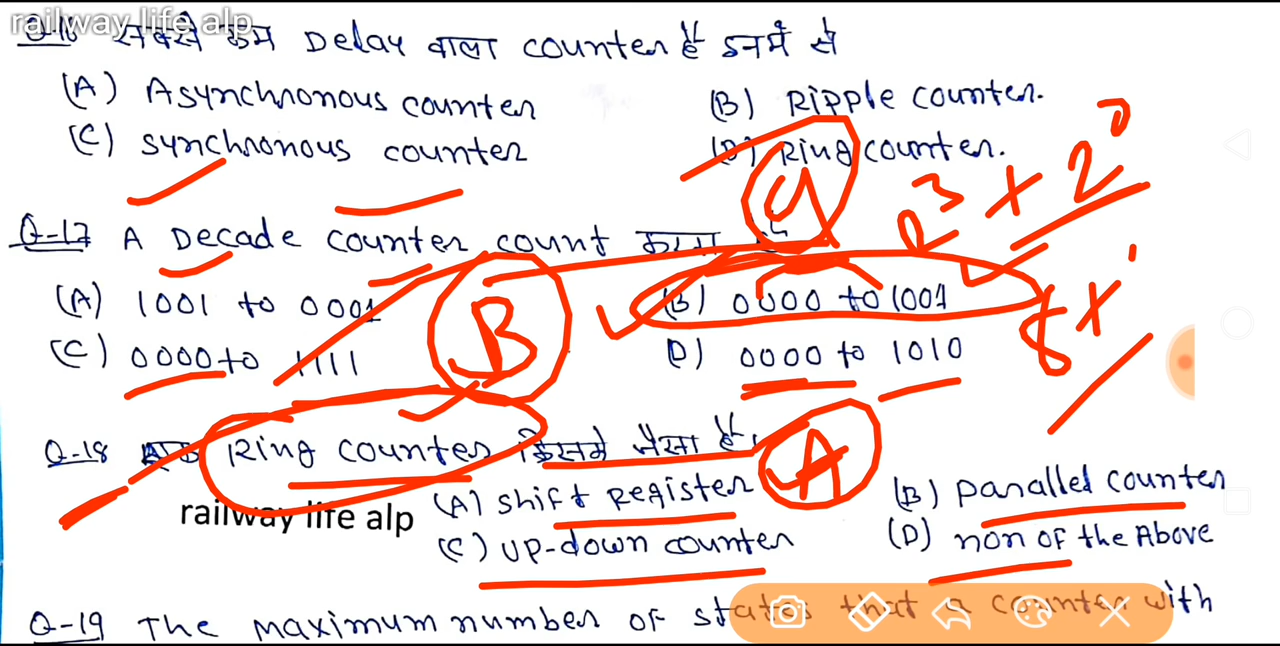 railway life alp
सबसे कम Delay वाला counter है इनमें से
(A) Asynchronous counter (B) Ripple counter.
(C) synchronous counter (D) Ring counter.
Q-17 A Decade counter count करता है
(A) 1001 to 0001 (B) 0000 to 1001
(C) 0000 to 1111 (D) 0000 to 1010
Q-18 एक Ring counter किसके जैसा है।
(A) shift Register (B) paralled counter
railway life alp
(C) up-down counter (D) non of the Above
Q-19 The maximum number of states that a counter with
B
A
8 x 1